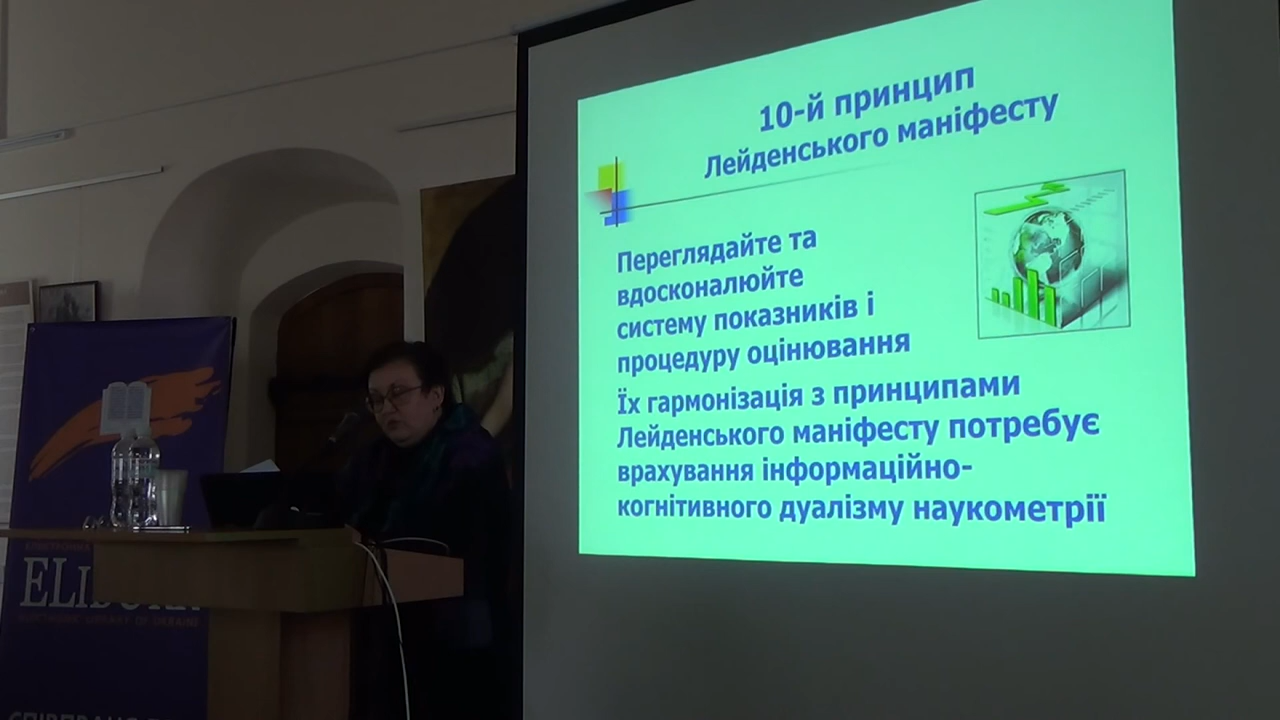 10-й принцип
Лейденського маніфесту
Переглядайте та
вдосконалюйте
систему показників і
процедуру оцінювання
Їх гармонізація з принципами
Лейденського маніфесту потребує
врахування інформаційно-
когнітивного дуалізму наукометрії